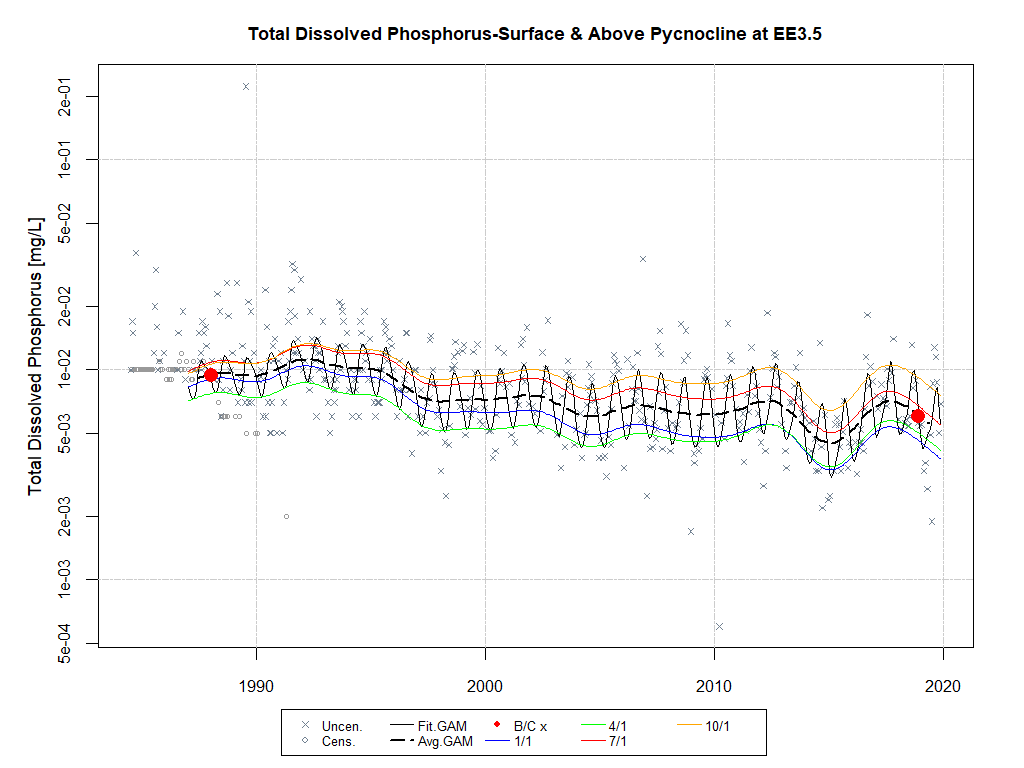 Total Dissolved Phosphorus-Surface & Above Pycnocline at EE3.5
Total Dissolved Phosphorus [mg/L]
2e-01
1e-01
5e-02
2e-02
1e-02
5e-03
2e-03
1e-03
5e-04
1990 2000 2010 2020
Uncen. Fit.GAM B/C x 4/1 10/1
Cens. Avg.GAM 1/1 7/1